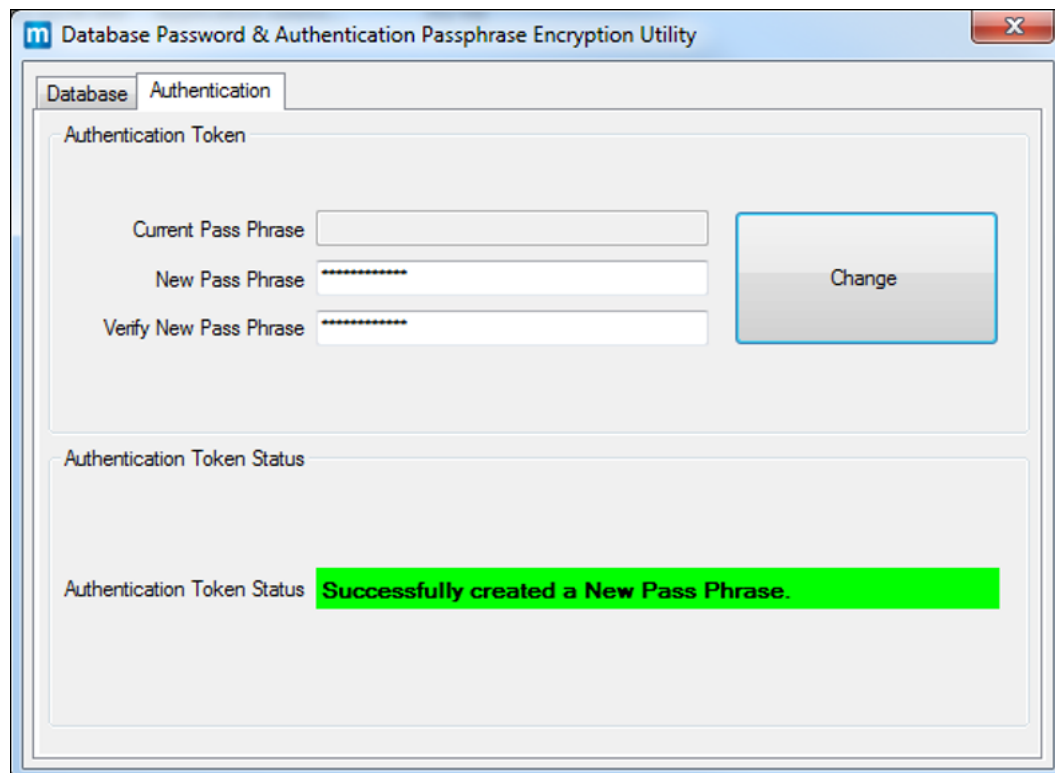 m Database Password & Authentication Passphrase Encryption Utility
Database Authentication
Authentication Token
Current Pass Phrase
New Pass Phrase ************
Change
Verify New Pass Phrase ************
Authentication Token Status
Authentication Token Status Successfully created a New Pass Phrase.